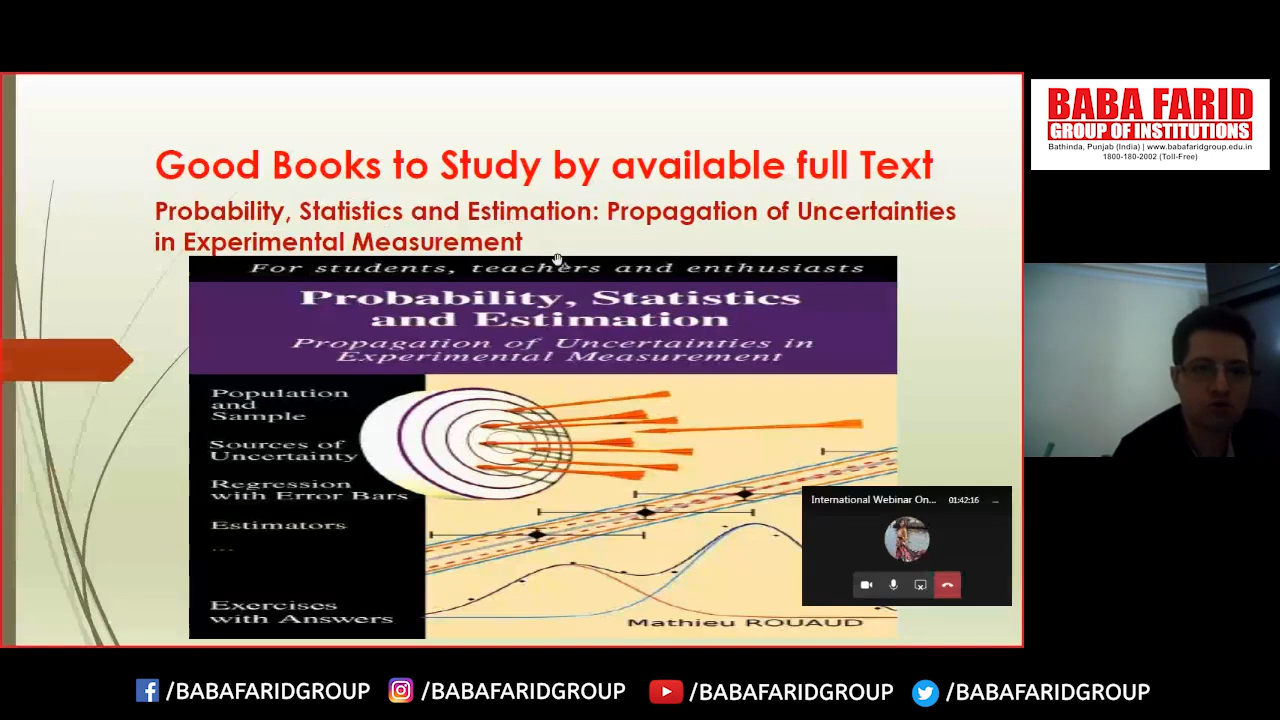 Good Books to Study by available full Text
Probability, Statistics and Estimation: Propagation of Uncertainties
in Experimental Measurement
For students, teachers and enthusiasts
Probability, Statistics
and Estimation
Propagation of Uncertainties in
Experimental Measurement
Population
and
Sample
Sources of
Uncertainty
Regression
with Error Bars
Estimators
...
Exercises
with Answers
Mathieu ROUAUD
International Webinar On... 01:42:16 ...
BABA FARID
GROUP OF INSTITUTIONS
Bathinda, Punjab (India) | www.babafaridgroup.edu.in
1800-180-2002 (Toll-Free)
/BABAFARIDGROUP /BABAFARIDGROUP /BABAFARIDGROUP /BABAFARIDGROUP